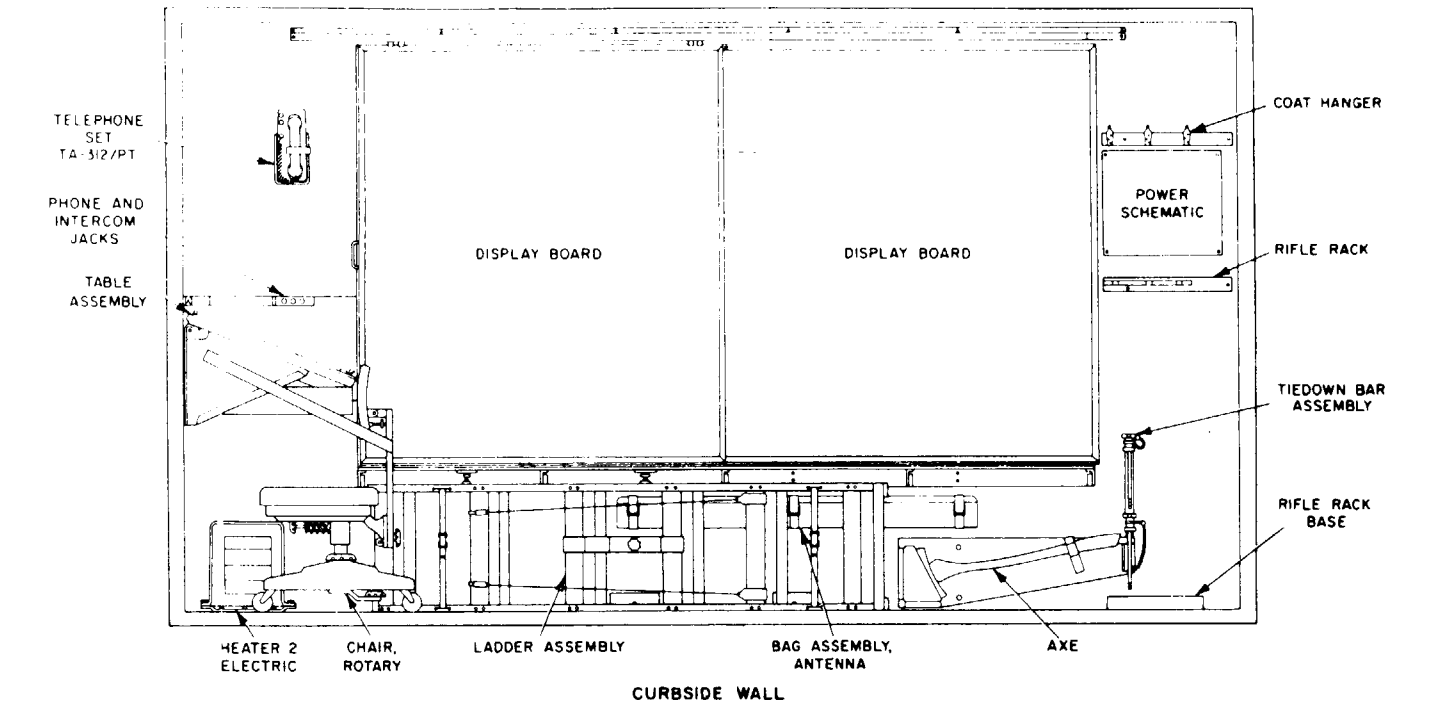 TELEPHONE
SET
TA-312/PT
PHONE AND
INTERCOM
JACKS
TABLE
ASSEMBLY
DISPLAY BOARD
DISPLAY BOARD
COAT HANGER
POWER
SCHEMATIC
RIFLE RACK
TIEDOWN BAR
ASSEMBLY
RIFLE RACK
BASE
HEATER 2
ELECTRIC
CHAIR,
ROTARY
LADDER ASSEMBLY
BAG ASSEMBLY,
ANTENNA
AXE
CURBSIDE WALL